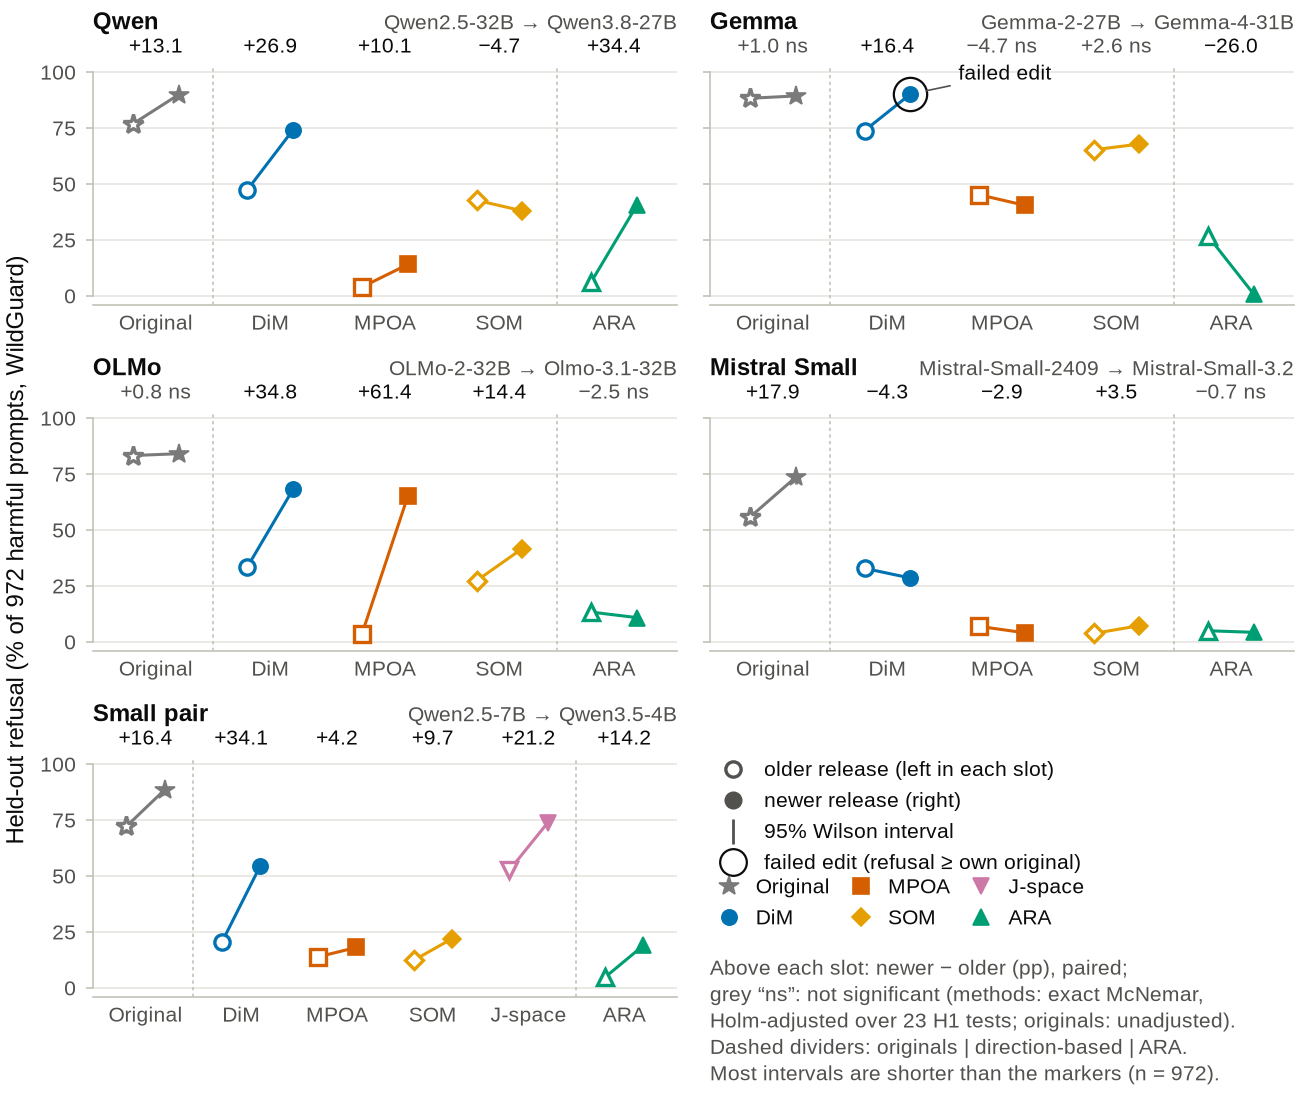 Held-out refusal (% of 972 harmful prompts, WildGuard)
Qwen Qwen2.5-32B → Qwen3.8-27B
+13.1 +26.9 +10.1 −4.7 +34.4
100
75
50
25
0
Original DiM MPOA SOM ARA
Gemma Gemma-2-27B → Gemma-4-31B
+1.0 ns +16.4 −4.7 ns +2.6 ns −26.0
failed edit
Original DiM MPOA SOM ARA
OLMo OLMo-2-32B → Olmo-3.1-32B
+0.8 ns +34.8 +61.4 +14.4 −2.5 ns
100
75
50
25
0
Original DiM MPOA SOM ARA
Mistral Small Mistral-Small-2409 → Mistral-Small-3.2
+17.9 −4.3 −2.9 +3.5 −0.7 ns
Original DiM MPOA SOM ARA
Small pair Qwen2.5-7B → Qwen3.5-4B
+16.4 +34.1 +4.2 +9.7 +21.2 +14.2
100
75
50
25
0
Original DiM MPOA SOM J-space ARA
older release (left in each slot)
newer release (right)
95% Wilson interval
failed edit (refusal ≥ own original)
Original MPOA J-space
DiM SOM ARA
Above each slot: newer − older (pp), paired;
grey “ns”: not significant (methods: exact McNemar,
Holm-adjusted over 23 H1 tests; originals: unadjusted).
Dashed dividers: originals | direction-based | ARA.
Most intervals are shorter than the markers (n = 972).